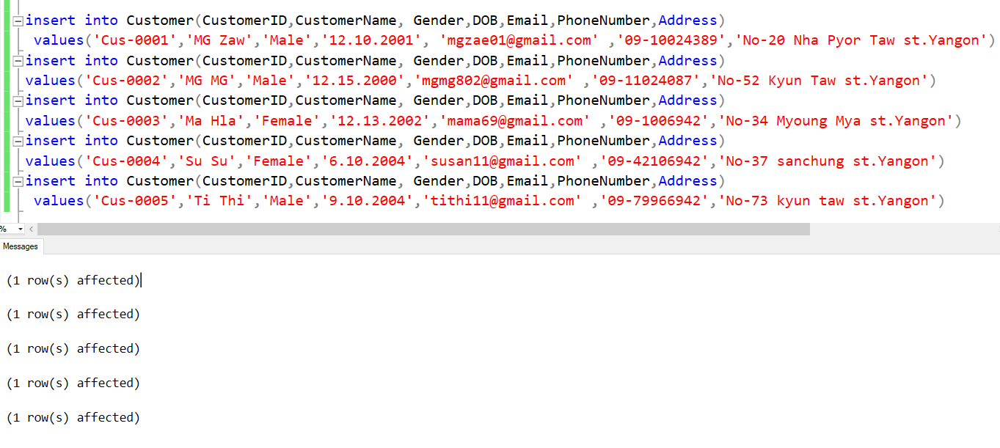 insert into Customer(CustomerID,CustomerName, Gender,DOB,Email,PhoneNumber,Address)
values('Cus-0001','MG Zaw','Male','12.10.2001', 'mgzae01@gmail.com' ,'09-10024389','No-20 Nha Pyor Taw st.Yangon')
insert into Customer(CustomerID,CustomerName, Gender,DOB,Email,PhoneNumber,Address)
values('Cus-0002','MG MG','Male','12.15.2000','mgmg802@gmail.com' ,'09-11024087','No-52 Kyun Taw st.Yangon')
insert into Customer(CustomerID,CustomerName, Gender,DOB,Email,PhoneNumber,Address)
values('Cus-0003','Ma Hla','Female','12.13.2002','mama69@gmail.com' ,'09-1006942','No-34 Myoung Mya st.Yangon')
insert into Customer(CustomerID,CustomerName, Gender,DOB,Email,PhoneNumber,Address)
values('Cus-0004','Su Su','Female','6.10.2004','susan11@gmail.com' ,'09-42106942','No-37 sanchung st.Yangon')
insert into Customer(CustomerID,CustomerName, Gender,DOB,Email,PhoneNumber,Address)
values('Cus-0005','Ti Thi','Male','9.10.2004','tithi11@gmail.com' ,'09-79966942','No-73 kyun taw st.Yangon')
%
Messages
(1 row(s) affected)
(1 row(s) affected)
(1 row(s) affected)
(1 row(s) affected)
(1 row(s) affected)